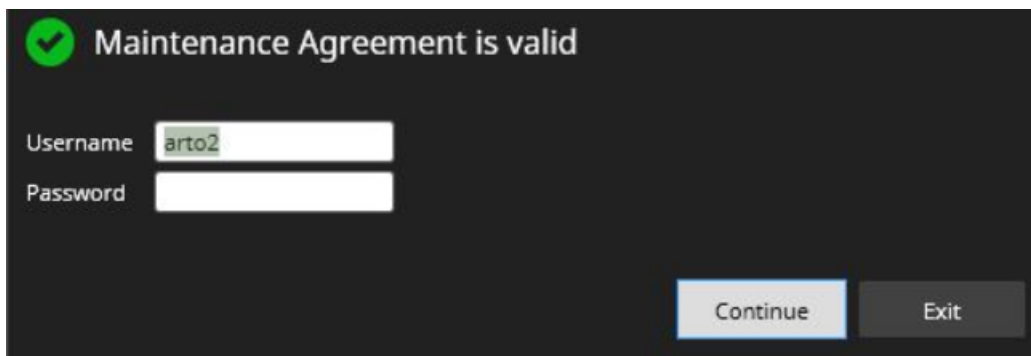 Maintenance Agreement is valid
Username arto2
Password
Continue Exit